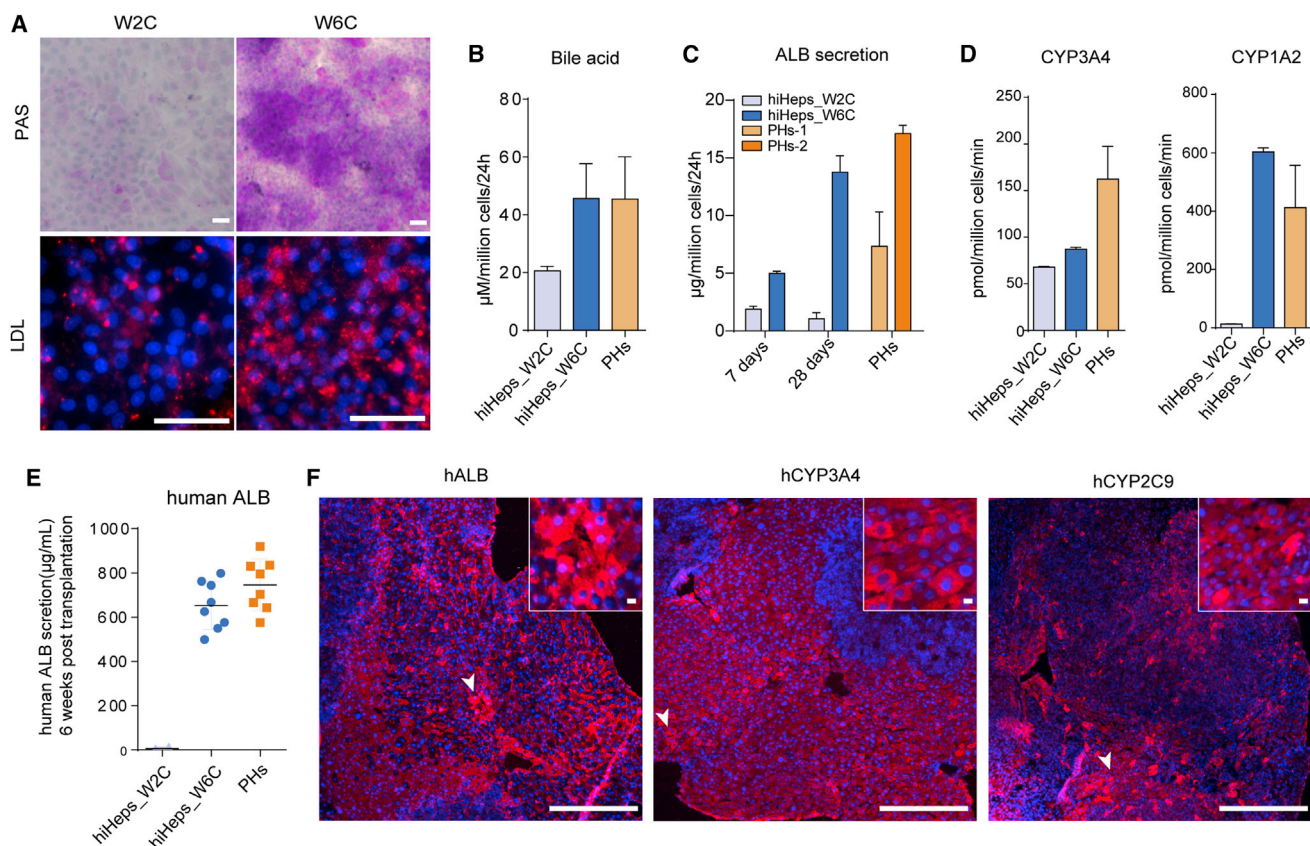 A
W2C
W6C
PAS
LDL
B
Bile acid
µM/million cells/24h
80
60
40
20
0
hiHeps_W2C
hiHeps_W6C
PHs
C
ALB secretion
µg/million cells/24h
20
15
10
5
0
hiHeps_W2C
hiHeps_W6C
PHs-1
PHs-2
7 days
28 days
PHs
D
CYP3A4
pmol/million cells/min
250
200
150
100
50
0
hiHeps_W2C
hiHeps_W6C
PHs
CYP1A2
pmol/million cells/min
800
600
400
200
0
hiHeps_W2C
hiHeps_W6C
PHs
E
human ALB
human ALB scretion(µg/mL)
6 weeks post transplantation
1000
800
600
400
200
0
hiHeps_W2C
hiHeps_W6C
PHs
F
hALB
hCYP3A4
hCYP2C9